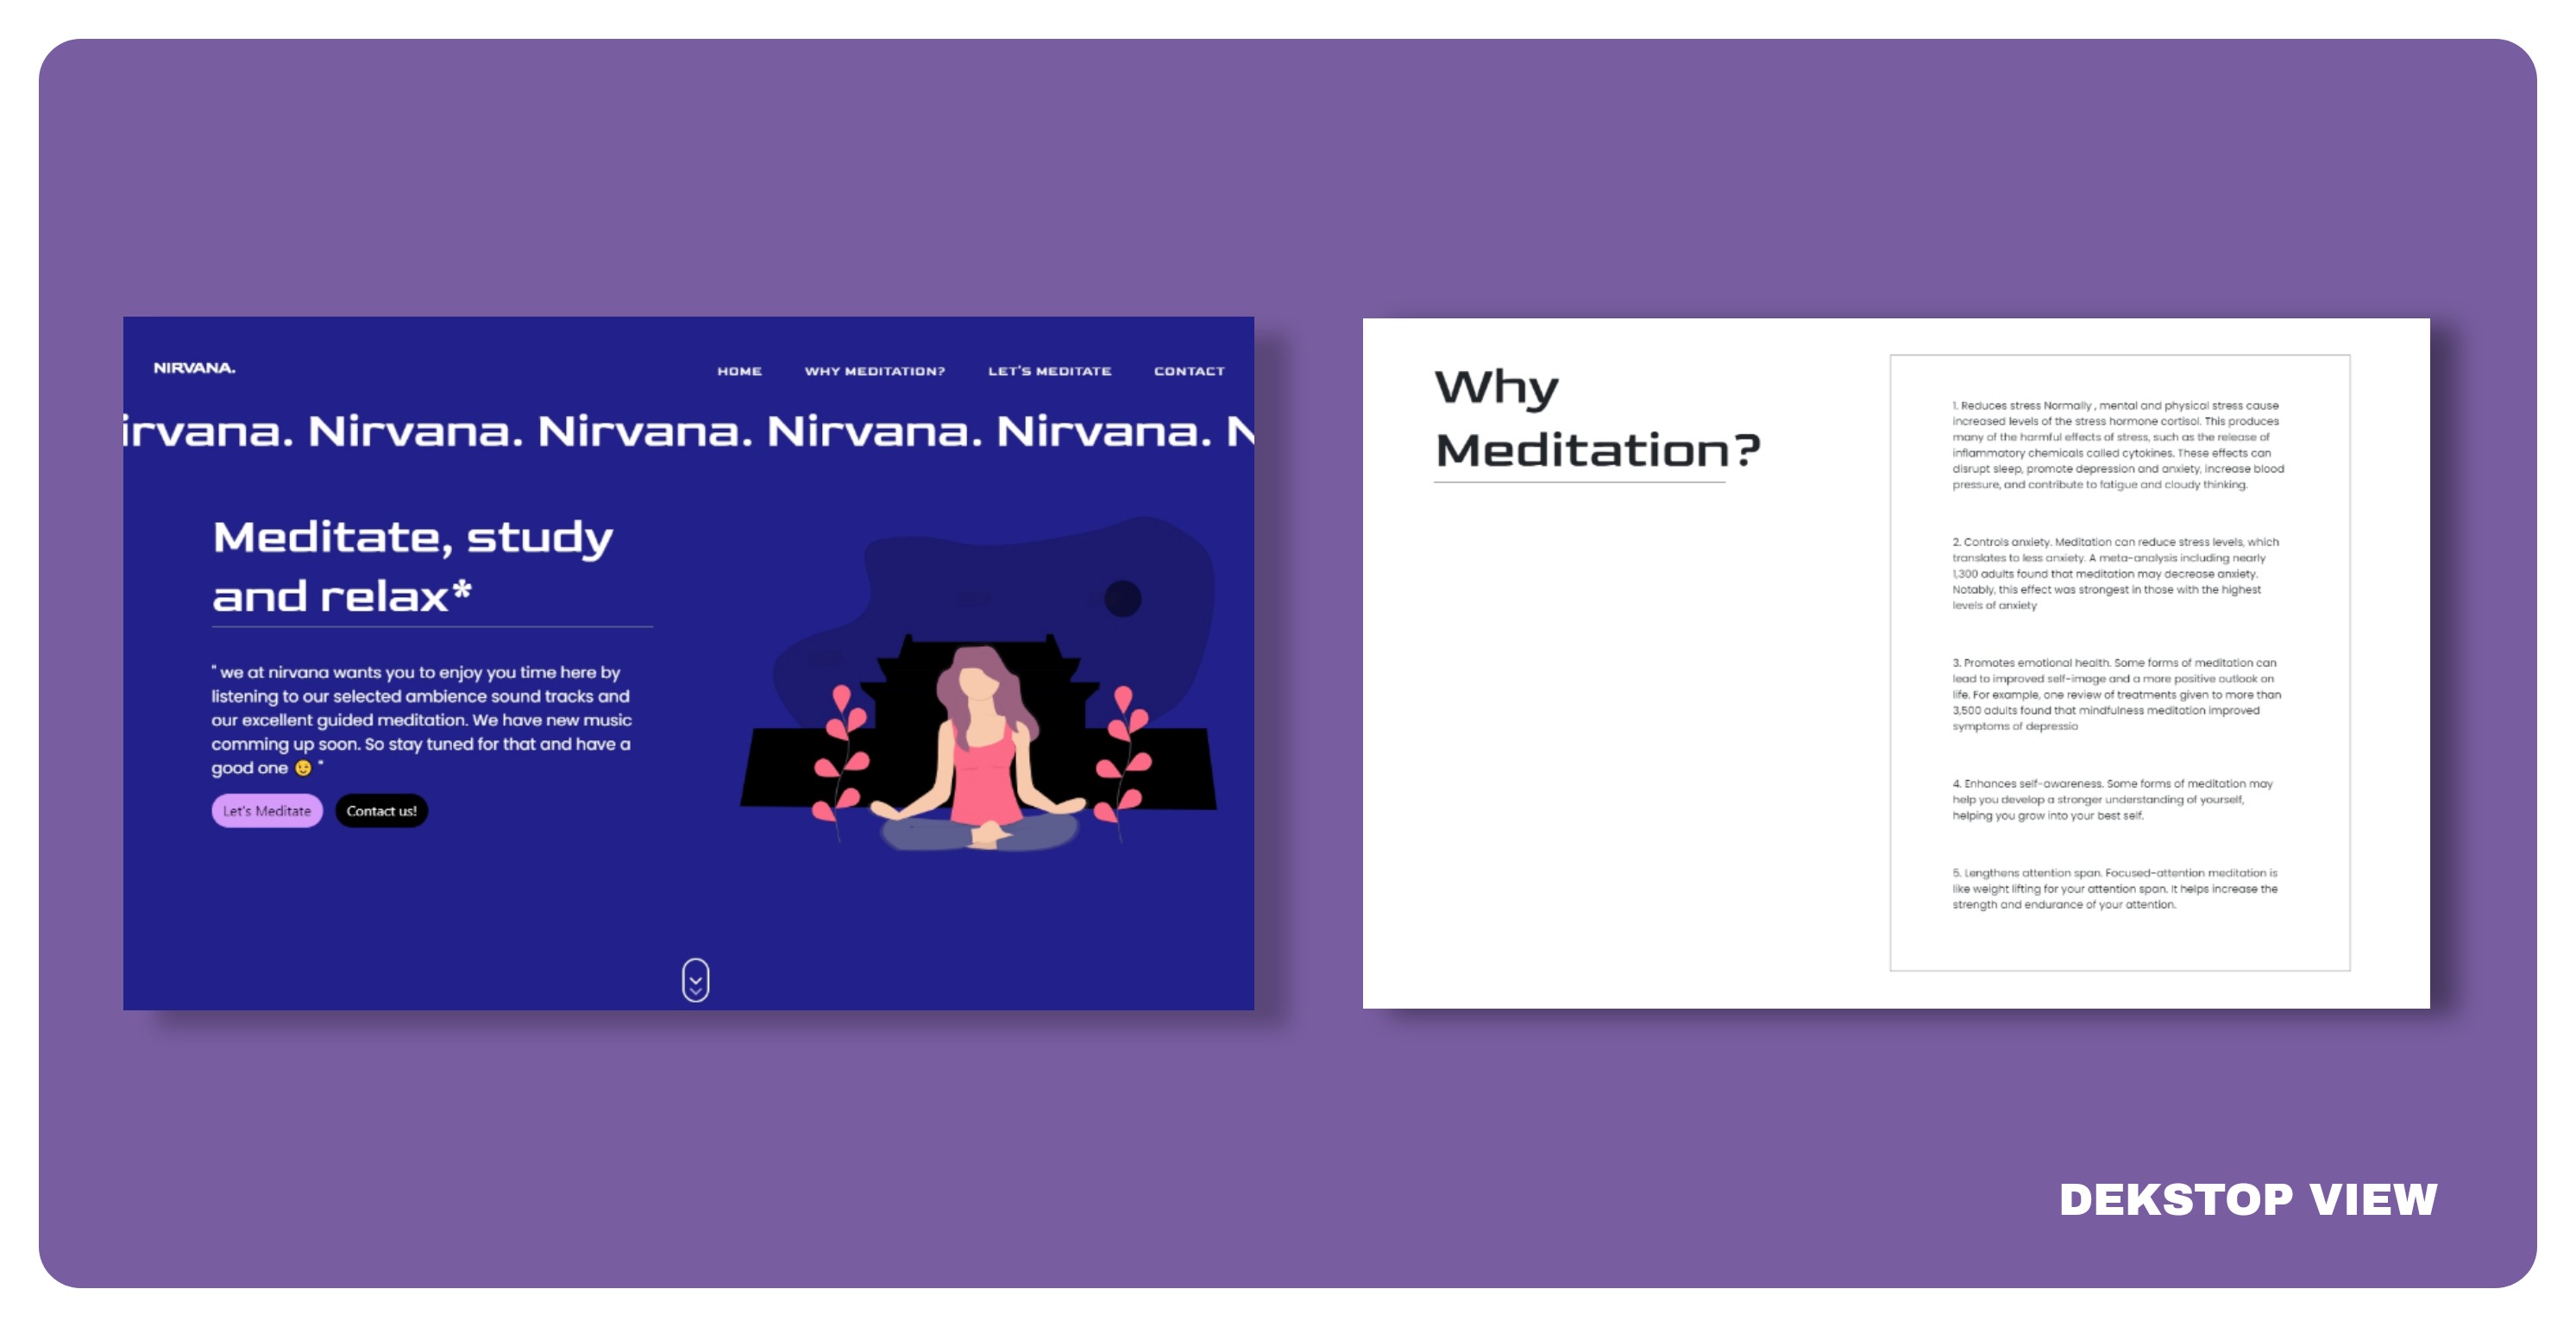 NIRVANA.
HOME WHY MEDITATION? LET'S MEDITATE CONTACT
irvana. Nirvana. Nirvana. Nirvana. Nirvana. N
Meditate, study
and relax*
" we at nirvana wants you to enjoy you time here by
listening to our selected ambience sound tracks and
our excellent guided meditation. We have new music
comming up soon. So stay tuned for that and have a
good one 😉 "
Let's Meditate Contact us!
Why
Meditation?
1. Reduces stress Normally, mental and physical stress cause
increased levels of the stress hormone cortisol. This produces
many of the harmful effects of stress, such as the release of
inflammatory chemicals called cytokines. These effects can
disrupt sleep, promote depression and anxiety, increase blood
pressure, and contribute to fatigue and cloudy thinking.
2. Controls anxiety. Meditation can reduce stress levels, which
translates to less anxiety. A meta-analysis including nearly
1,300 adults found that meditation may decrease anxiety.
Notably, this effect was strongest in those with the highest
levels of anxiety
3. Promotes emotional health. Some forms of meditation can
lead to improved self-image and a more positive outlook on
life. For example, one review of treatments given to more than
3,500 adults found that mindfulness meditation improved
symptoms of depressio
4. Enhances self-awareness. Some forms of meditation may
help you develop a stronger understanding of yourself,
helping you grow into your best self.
5. Lengthens attention span. Focused-attention meditation is
like weight lifting for your attention span. It helps increase the
strength and endurance of your attention.
DEKSTOP VIEW